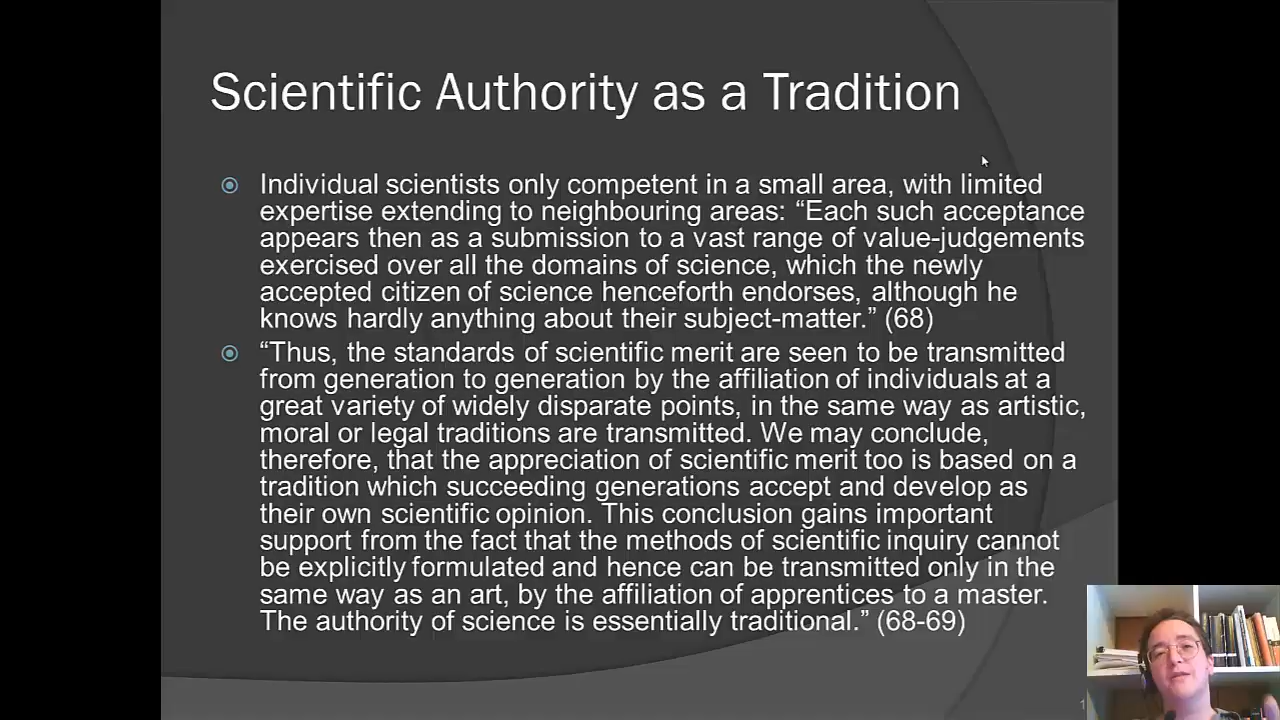 Scientific Authority as a Tradition
Individual scientists only competent in a small area, with limited
expertise extending to neighbouring areas: “Each such acceptance
appears then as a submission to a vast range of value-judgements
exercised over all the domains of science, which the newly
accepted citizen of science henceforth endorses, although he
knows hardly anything about their subject-matter.” (68)
“Thus, the standards of scientific merit are seen to be transmitted
from generation to generation by the affiliation of individuals at a
great variety of widely disparate points, in the same way as artistic,
moral or legal traditions are transmitted. We may conclude,
therefore, that the appreciation of scientific merit too is based on a
tradition which succeeding generations accept and develop as
their own scientific opinion. This conclusion gains important
support from the fact that the methods of scientific inquiry cannot
be explicitly formulated and hence can be transmitted only in the
same way as an art, by the affiliation of apprentices to a master.
The authority of science is essentially traditional.” (68-69)